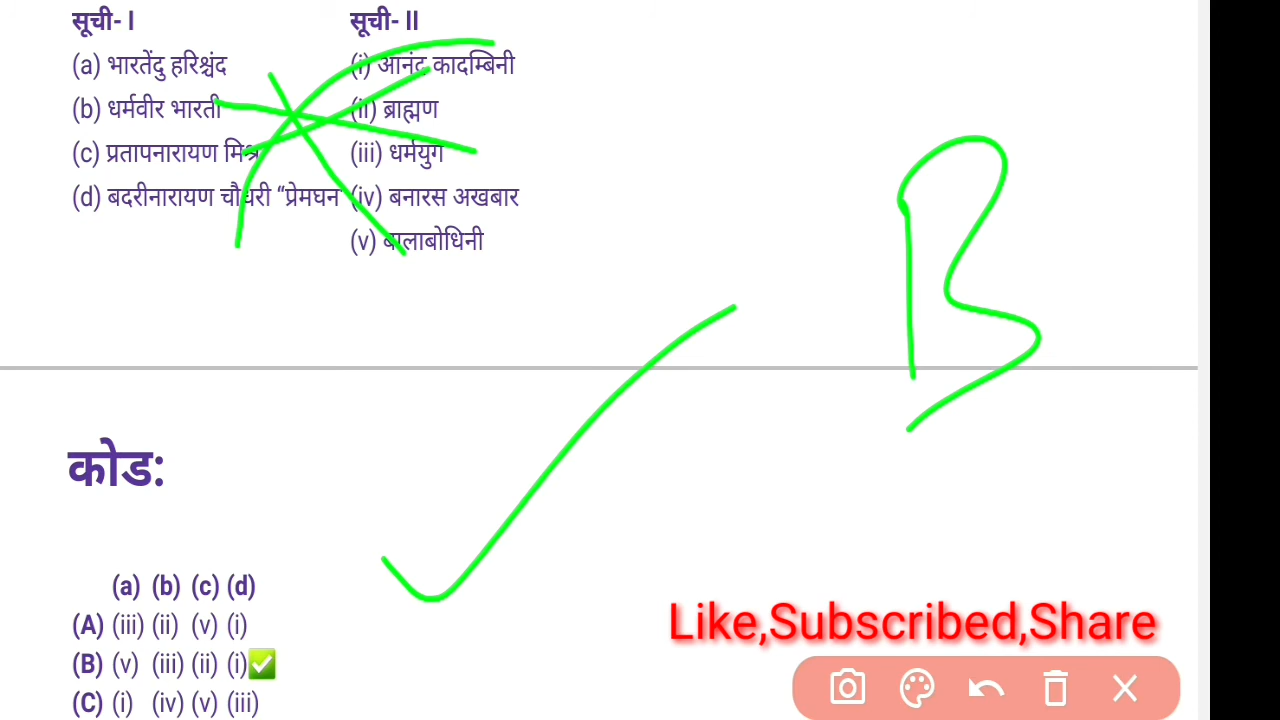 सूची- I सूची- II
(a) भारतेंदु हरिश्चंद (i) आनंद कादम्बिनी
(b) धर्मवीर भारती (ii) ब्राह्मण
(c) प्रतापनारायण मिश्र (iii) धर्मयुग
(d) बदरीनारायण चौधरी “प्रेमघन (iv) बनारस अखबार
(v) बालाबोधिनी
B
कोड:
(a) (b) (c) (d)
(A) (iii) (ii) (v) (i)
(B) (v) (iii) (ii) (i)✅
(C) (i) (iv) (v) (iii)
Like,Subscribed,Share